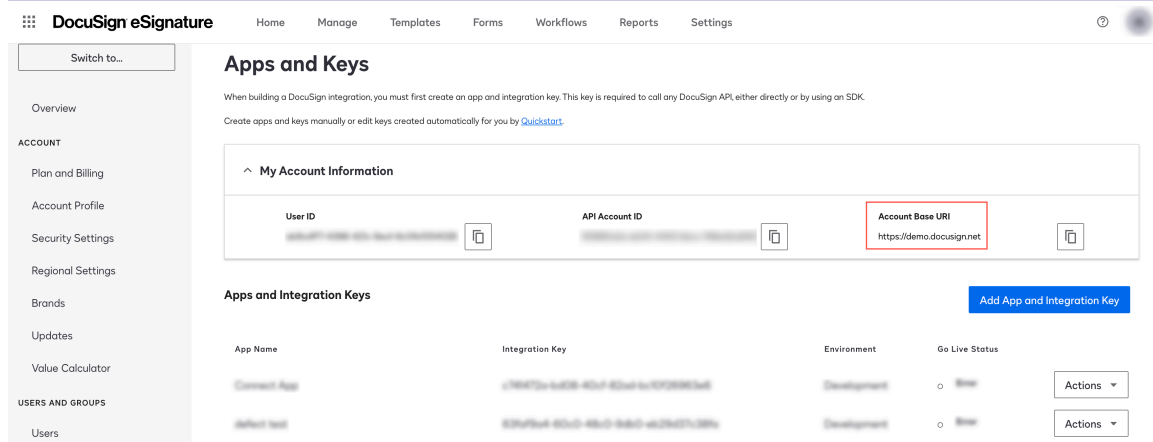 DocuSign eSignature
Home
Manage
Templates
Forms
Workflows
Reports
Settings
Switch to...
Overview
ACCOUNT
Plan and Billing
Account Profile
Security Settings
Regional Settings
Brands
Updates
Value Calculator
USERS AND GROUPS
Users
Apps and Keys
When building a DocuSign integration, you must first create an app and integration key. This key is required to call any DocuSign API, either directly or by using an SDK.
Create apps and keys manually or edit keys created automatically for you by Quickstart.
My Account Information
User ID
API Account ID
Account Base URI
https://demo.docusign.net
Apps and Integration Keys
Add App and Integration Key
App Name
Integration Key
Environment
Go Live Status
Actions
Actions